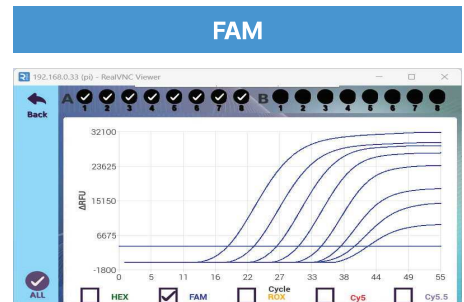 FAM
192.168.0.33 (pi) - RealVNC Viewer
Back
A 1 2 3 4 5 6 7 8 B 1 2 3 4 5 6 7 8
32100
23625
15150
6675
-1800
ΔRFU
0 5 11 16 22 27 33 38 44 49 55
Cycle
ALL
HEX FAM ROX Cy5 Cy5.5